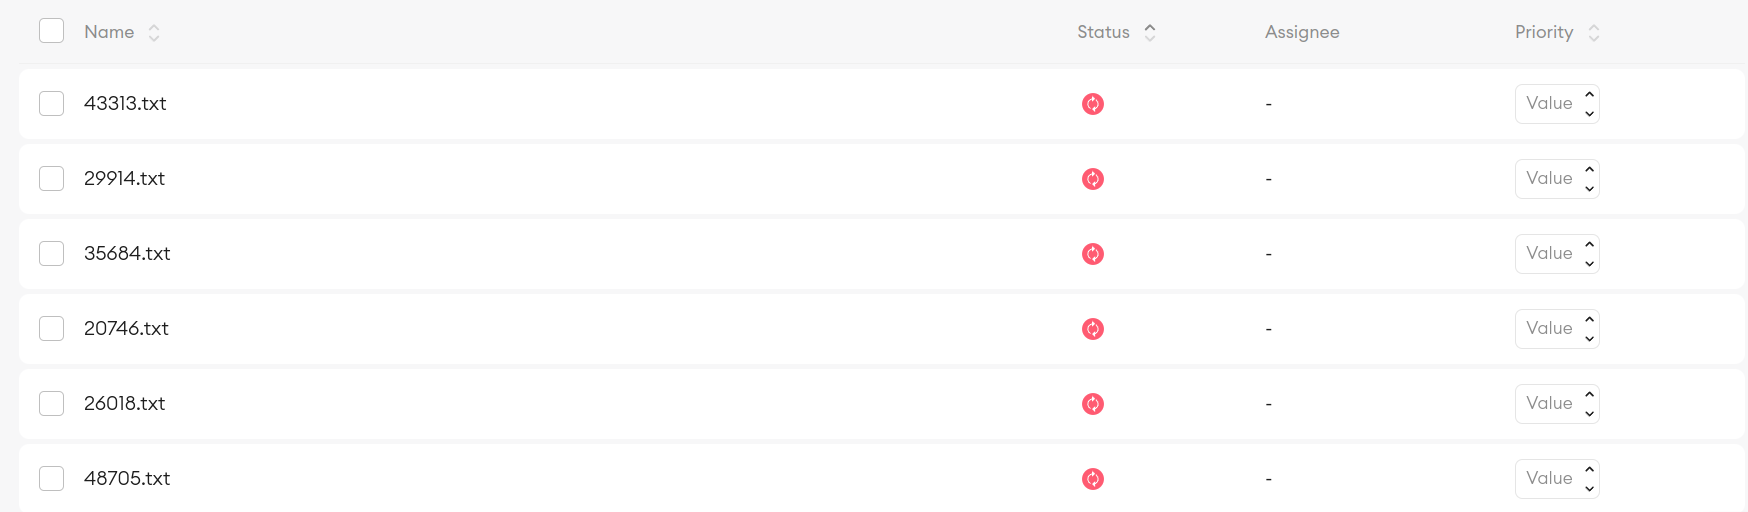 Name Status Assignee Priority
43313.txt - Value
29914.txt - Value
35684.txt - Value
20746.txt - Value
26018.txt - Value
48705.txt - Value